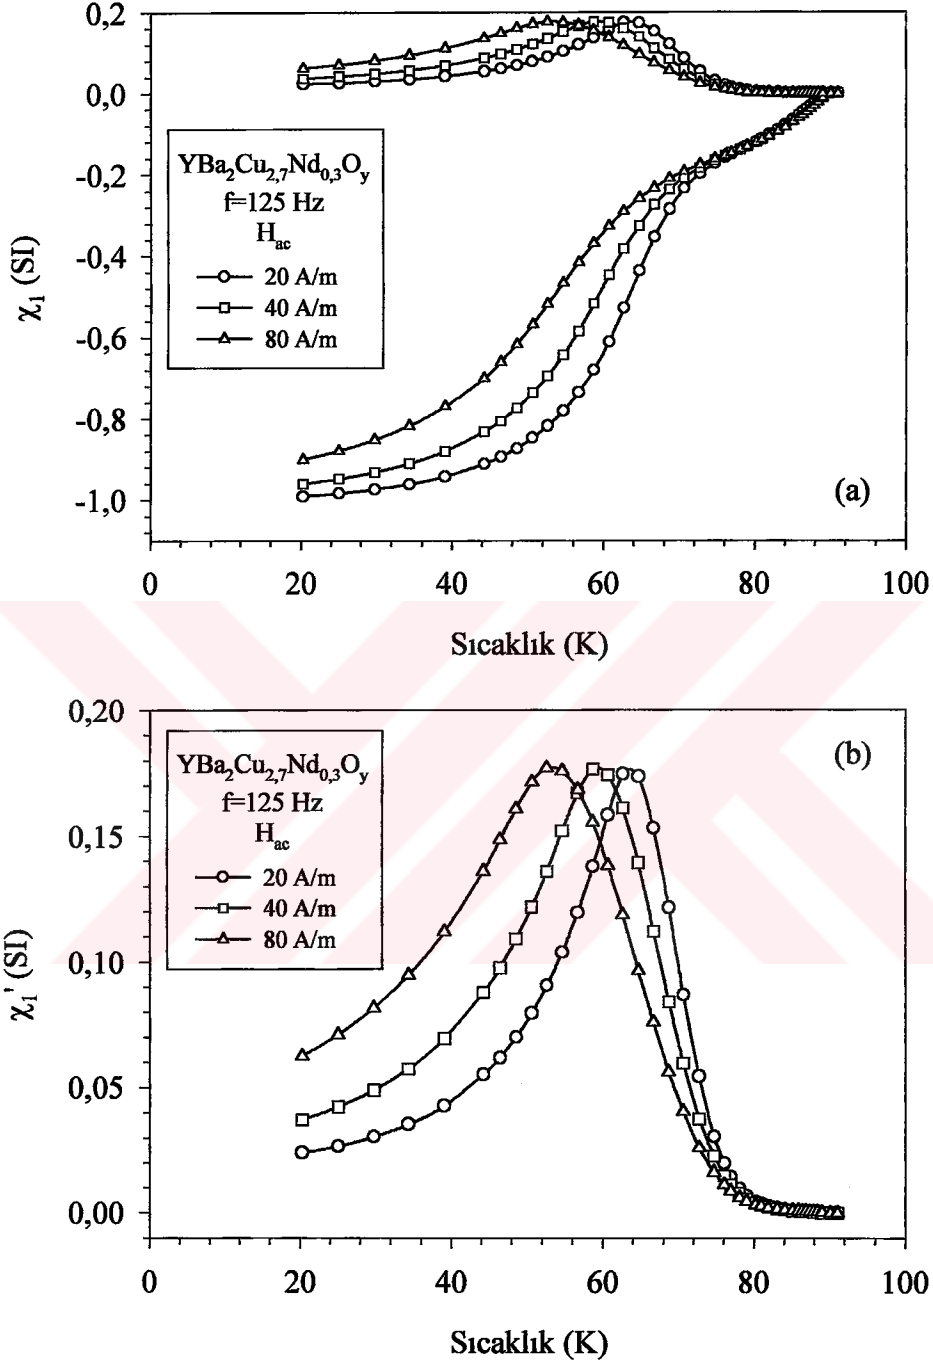 0,2
0,0
-0,2
-0,4
-0,6
-0,8
-1,0
χ₁ (SI)
YBa₂Cu₂,₇Nd₀,₃Oy
f=125 Hz
Hac
20 A/m
40 A/m
80 A/m
(a)
0 20 40 60 80 100
Sıcaklık (K)
0,20
0,15
0,10
0,05
0,00
χ₁' (SI)
YBa₂Cu₂,₇Nd₀,₃Oy
f=125 Hz
Hac
20 A/m
40 A/m
80 A/m
(b)
0 20 40 60 80 100
Sıcaklık (K)